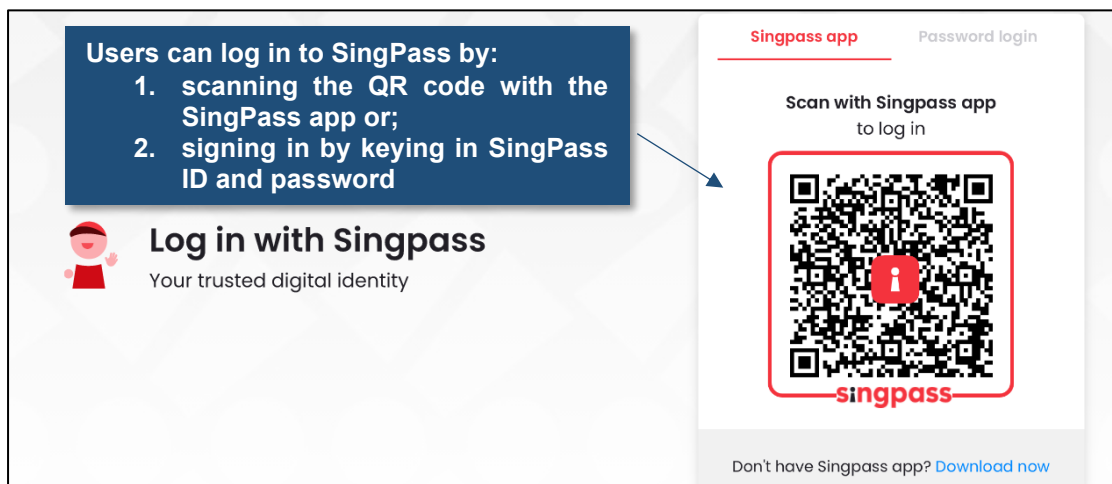 Users can log in to SingPass by:
1. scanning the QR code with the
SingPass app or;
2. signing in by keying in SingPass
ID and password
Log in with Singpass
Your trusted digital identity
Singpass app
Password login
Scan with Singpass app
to log in
singpass
Don't have Singpass app? Download now